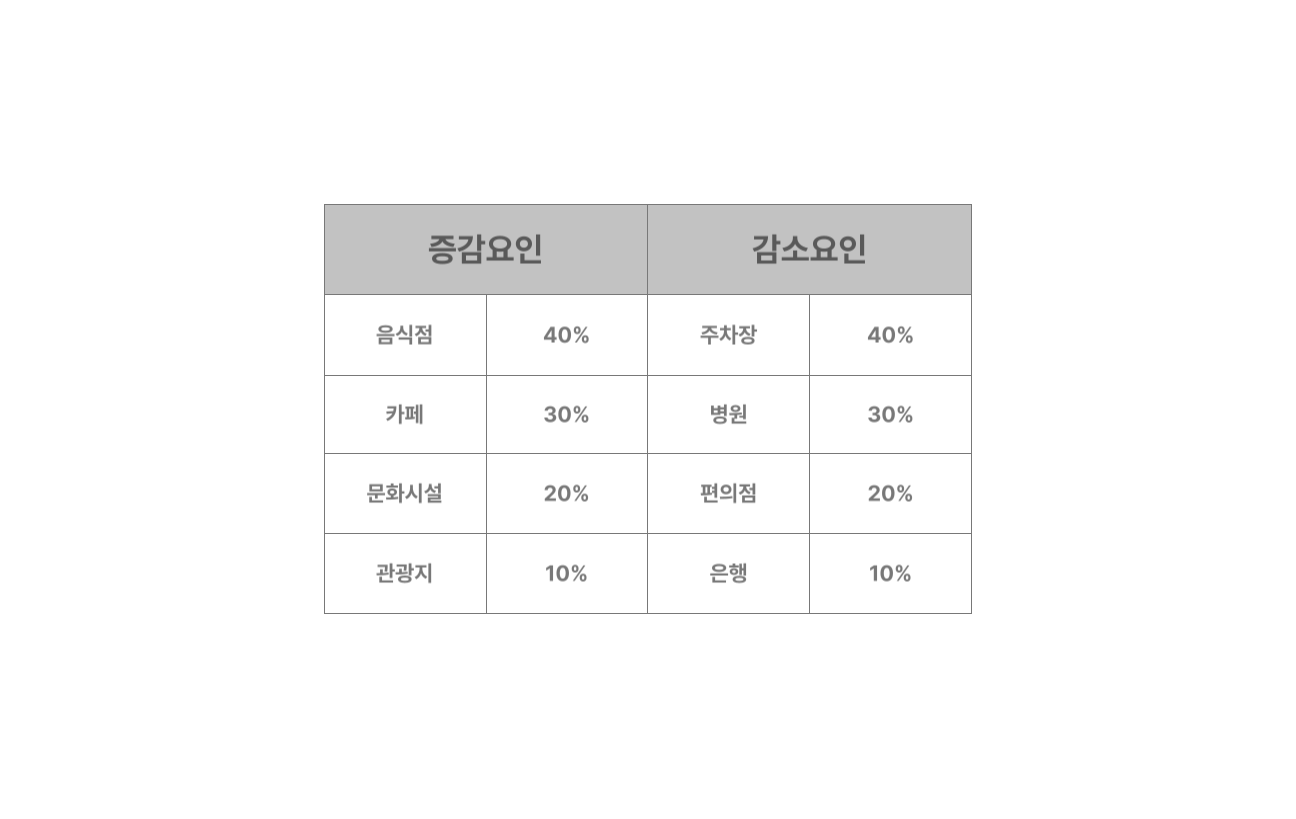 증감요인 감소요인
음식점 40% 주차장 40%
카페 30% 병원 30%
문화시설 20% 편의점 20%
관광지 10% 은행 10%